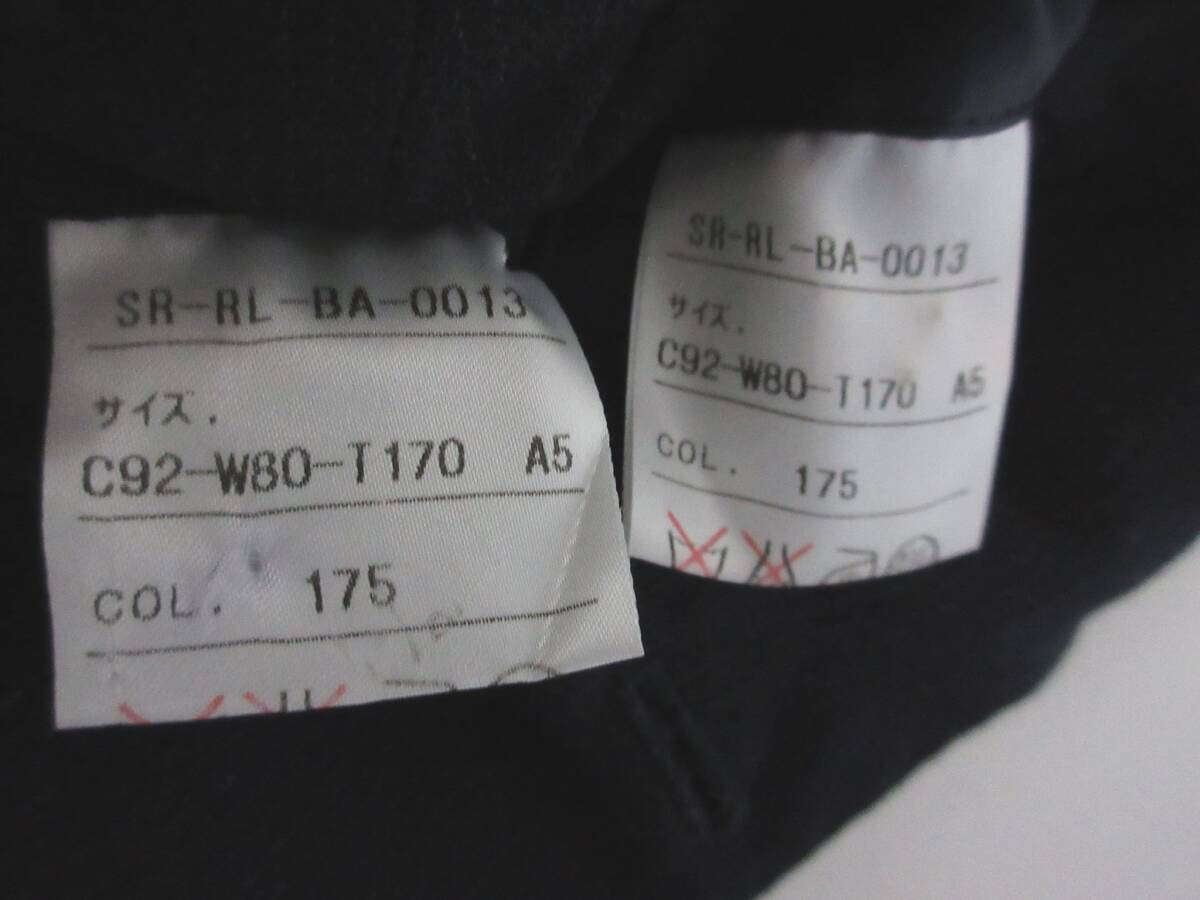 SR-RL-BA-0013
サイズ.
C92-W80-T170 A5
COL. 175
SR-RL-BA-0013
サイズ.
C92-W80-T170 A5
COL. 175